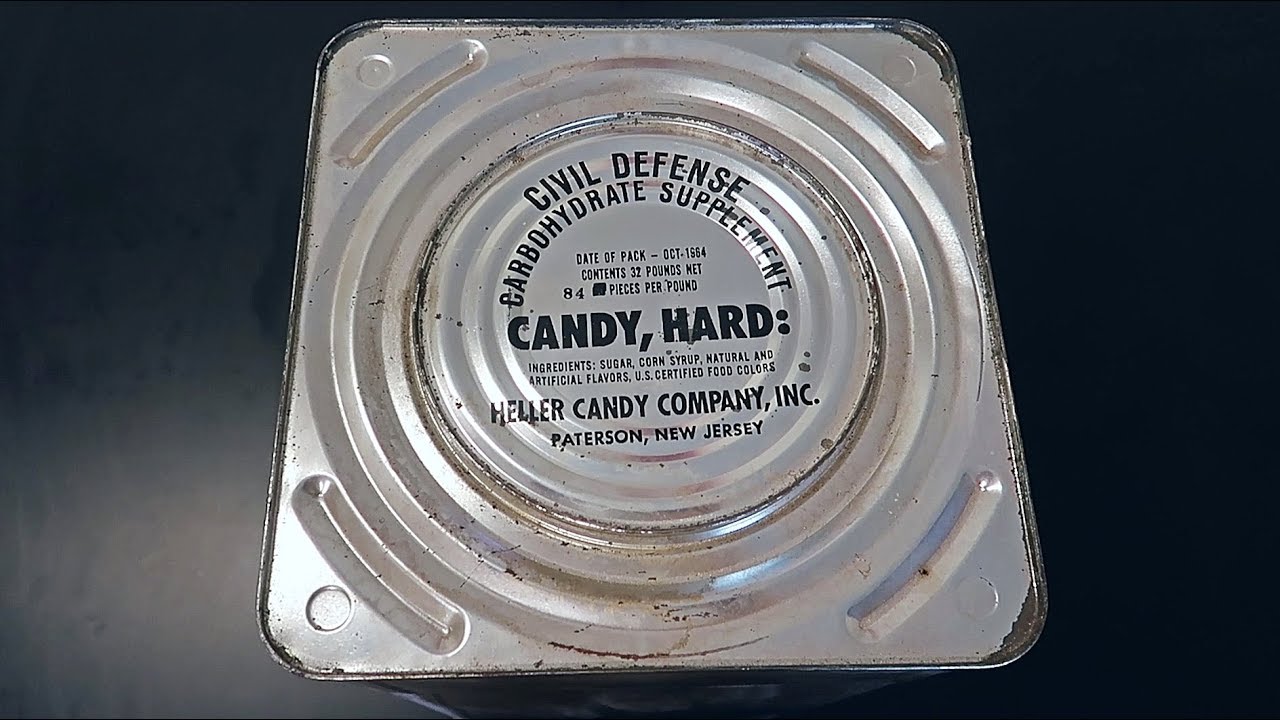 CIVIL DEFENSE
CARBOHYDRATE SUPPLEMENT
DATE OF PACK - OCT-1964
CONTENTS 32 POUNDS NET
84 PIECES PER POUND
CANDY, HARD:
INGREDIENTS: SUGAR, CORN SYRUP, NATURAL AND
ARTIFICIAL FLAVORS, U.S. CERTIFIED FOOD COLORS
HELLER CANDY COMPANY, INC.
PATERSON, NEW JERSEY